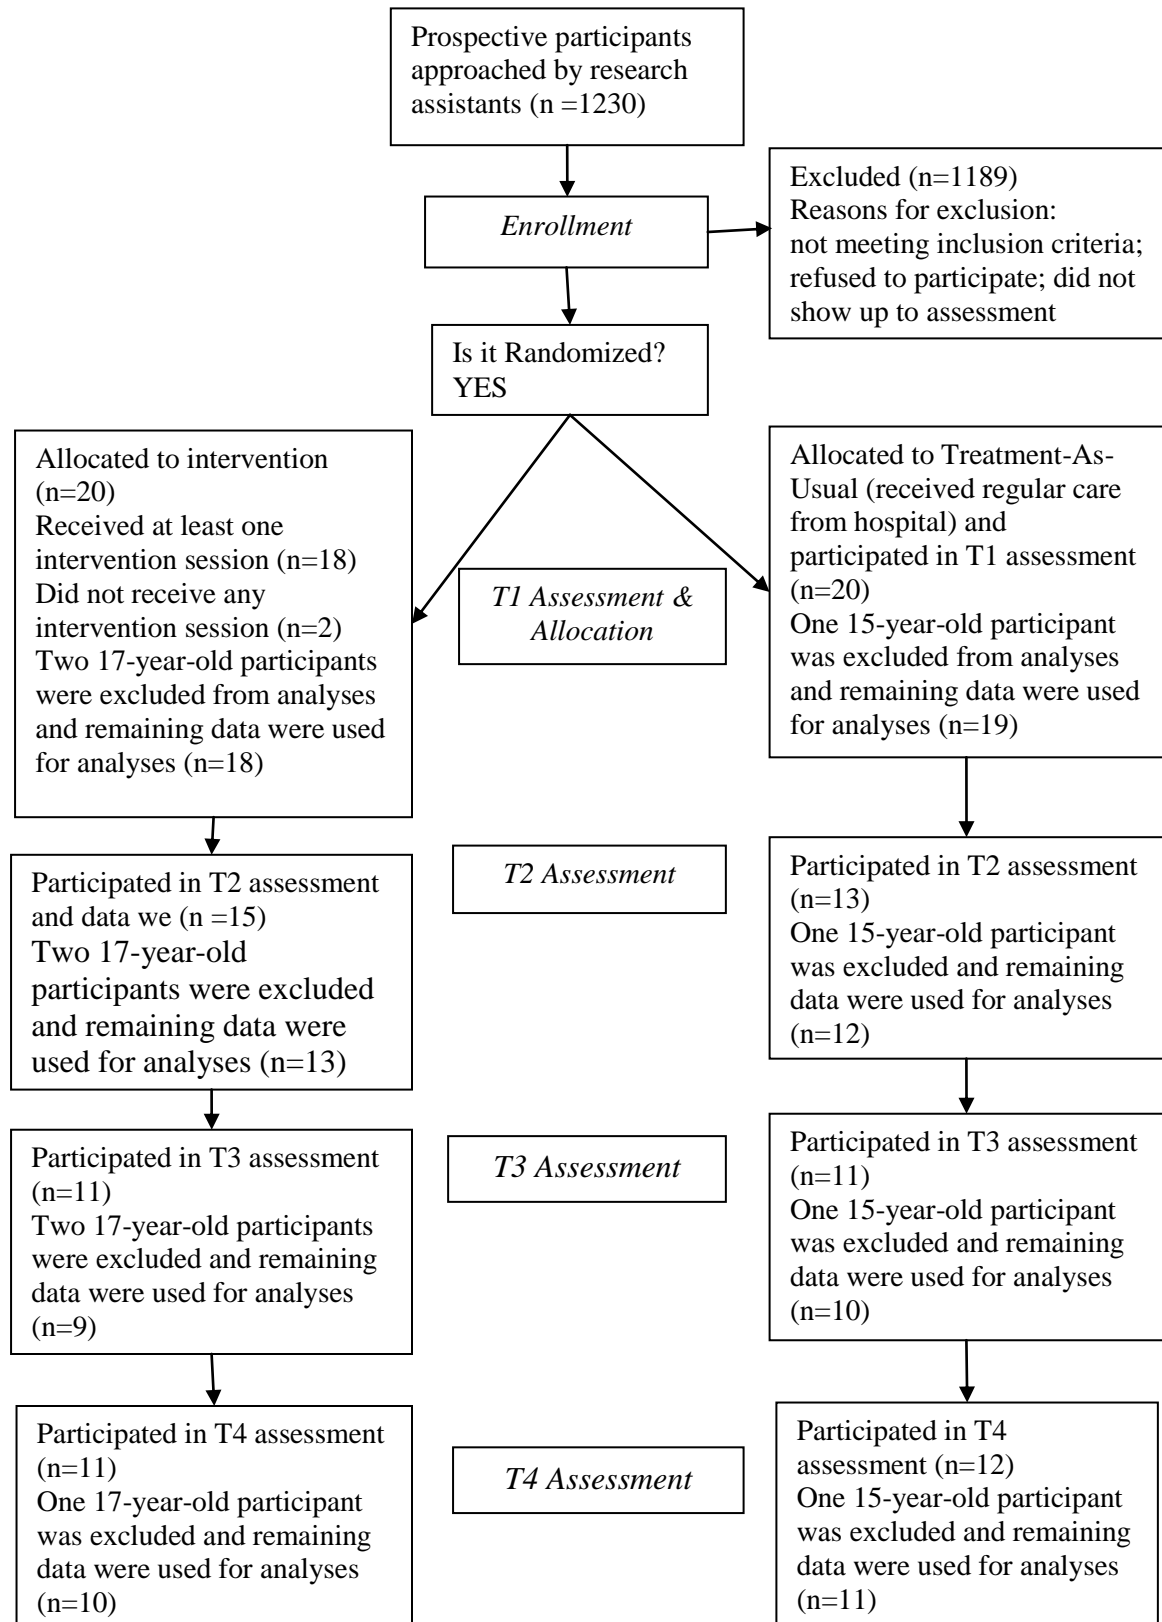 Prospective participants
approached by research
assistants (n =1230)
Enrollment
Excluded (n=1189)
Reasons for exclusion:
not meeting inclusion criteria;
refused to participate; did not
show up to assessment
Is it Randomized?
YES
Allocated to intervention
(n=20)
Received at least one
intervention session (n=18)
Did not receive any
intervention session (n=2)
Two 17-year-old participants
were excluded from analyses
and remaining data were used
for analyses (n=18)
T1 Assessment &
Allocation
Allocated to Treatment-As-
Usual (received regular care
from hospital) and
participated in T1 assessment
(n=20)
One 15-year-old participant
was excluded from analyses
and remaining data were used
for analyses (n=19)
Participated in T2 assessment
and data we (n =15)
Two 17-year-old
participants were excluded
and remaining data were
used for analyses (n=13)
T2 Assessment
Participated in T2 assessment
(n=13)
One 15-year-old participant
was excluded and remaining
data were used for analyses
(n=12)
Participated in T3 assessment
(n=11)
Two 17-year-old participants
were excluded and remaining
data were used for analyses
(n=9)
T3 Assessment
Participated in T3 assessment
(n=11)
One 15-year-old participant
was excluded and remaining
data were used for analyses
(n=10)
Participated in T4 assessment
(n=11)
One 17-year-old participant
was excluded and remaining
data were used for analyses
(n=10)
T4 Assessment
Participated in T4
assessment (n=12)
One 15-year-old participant
was excluded and remaining
data were used for analyses
(n=11)